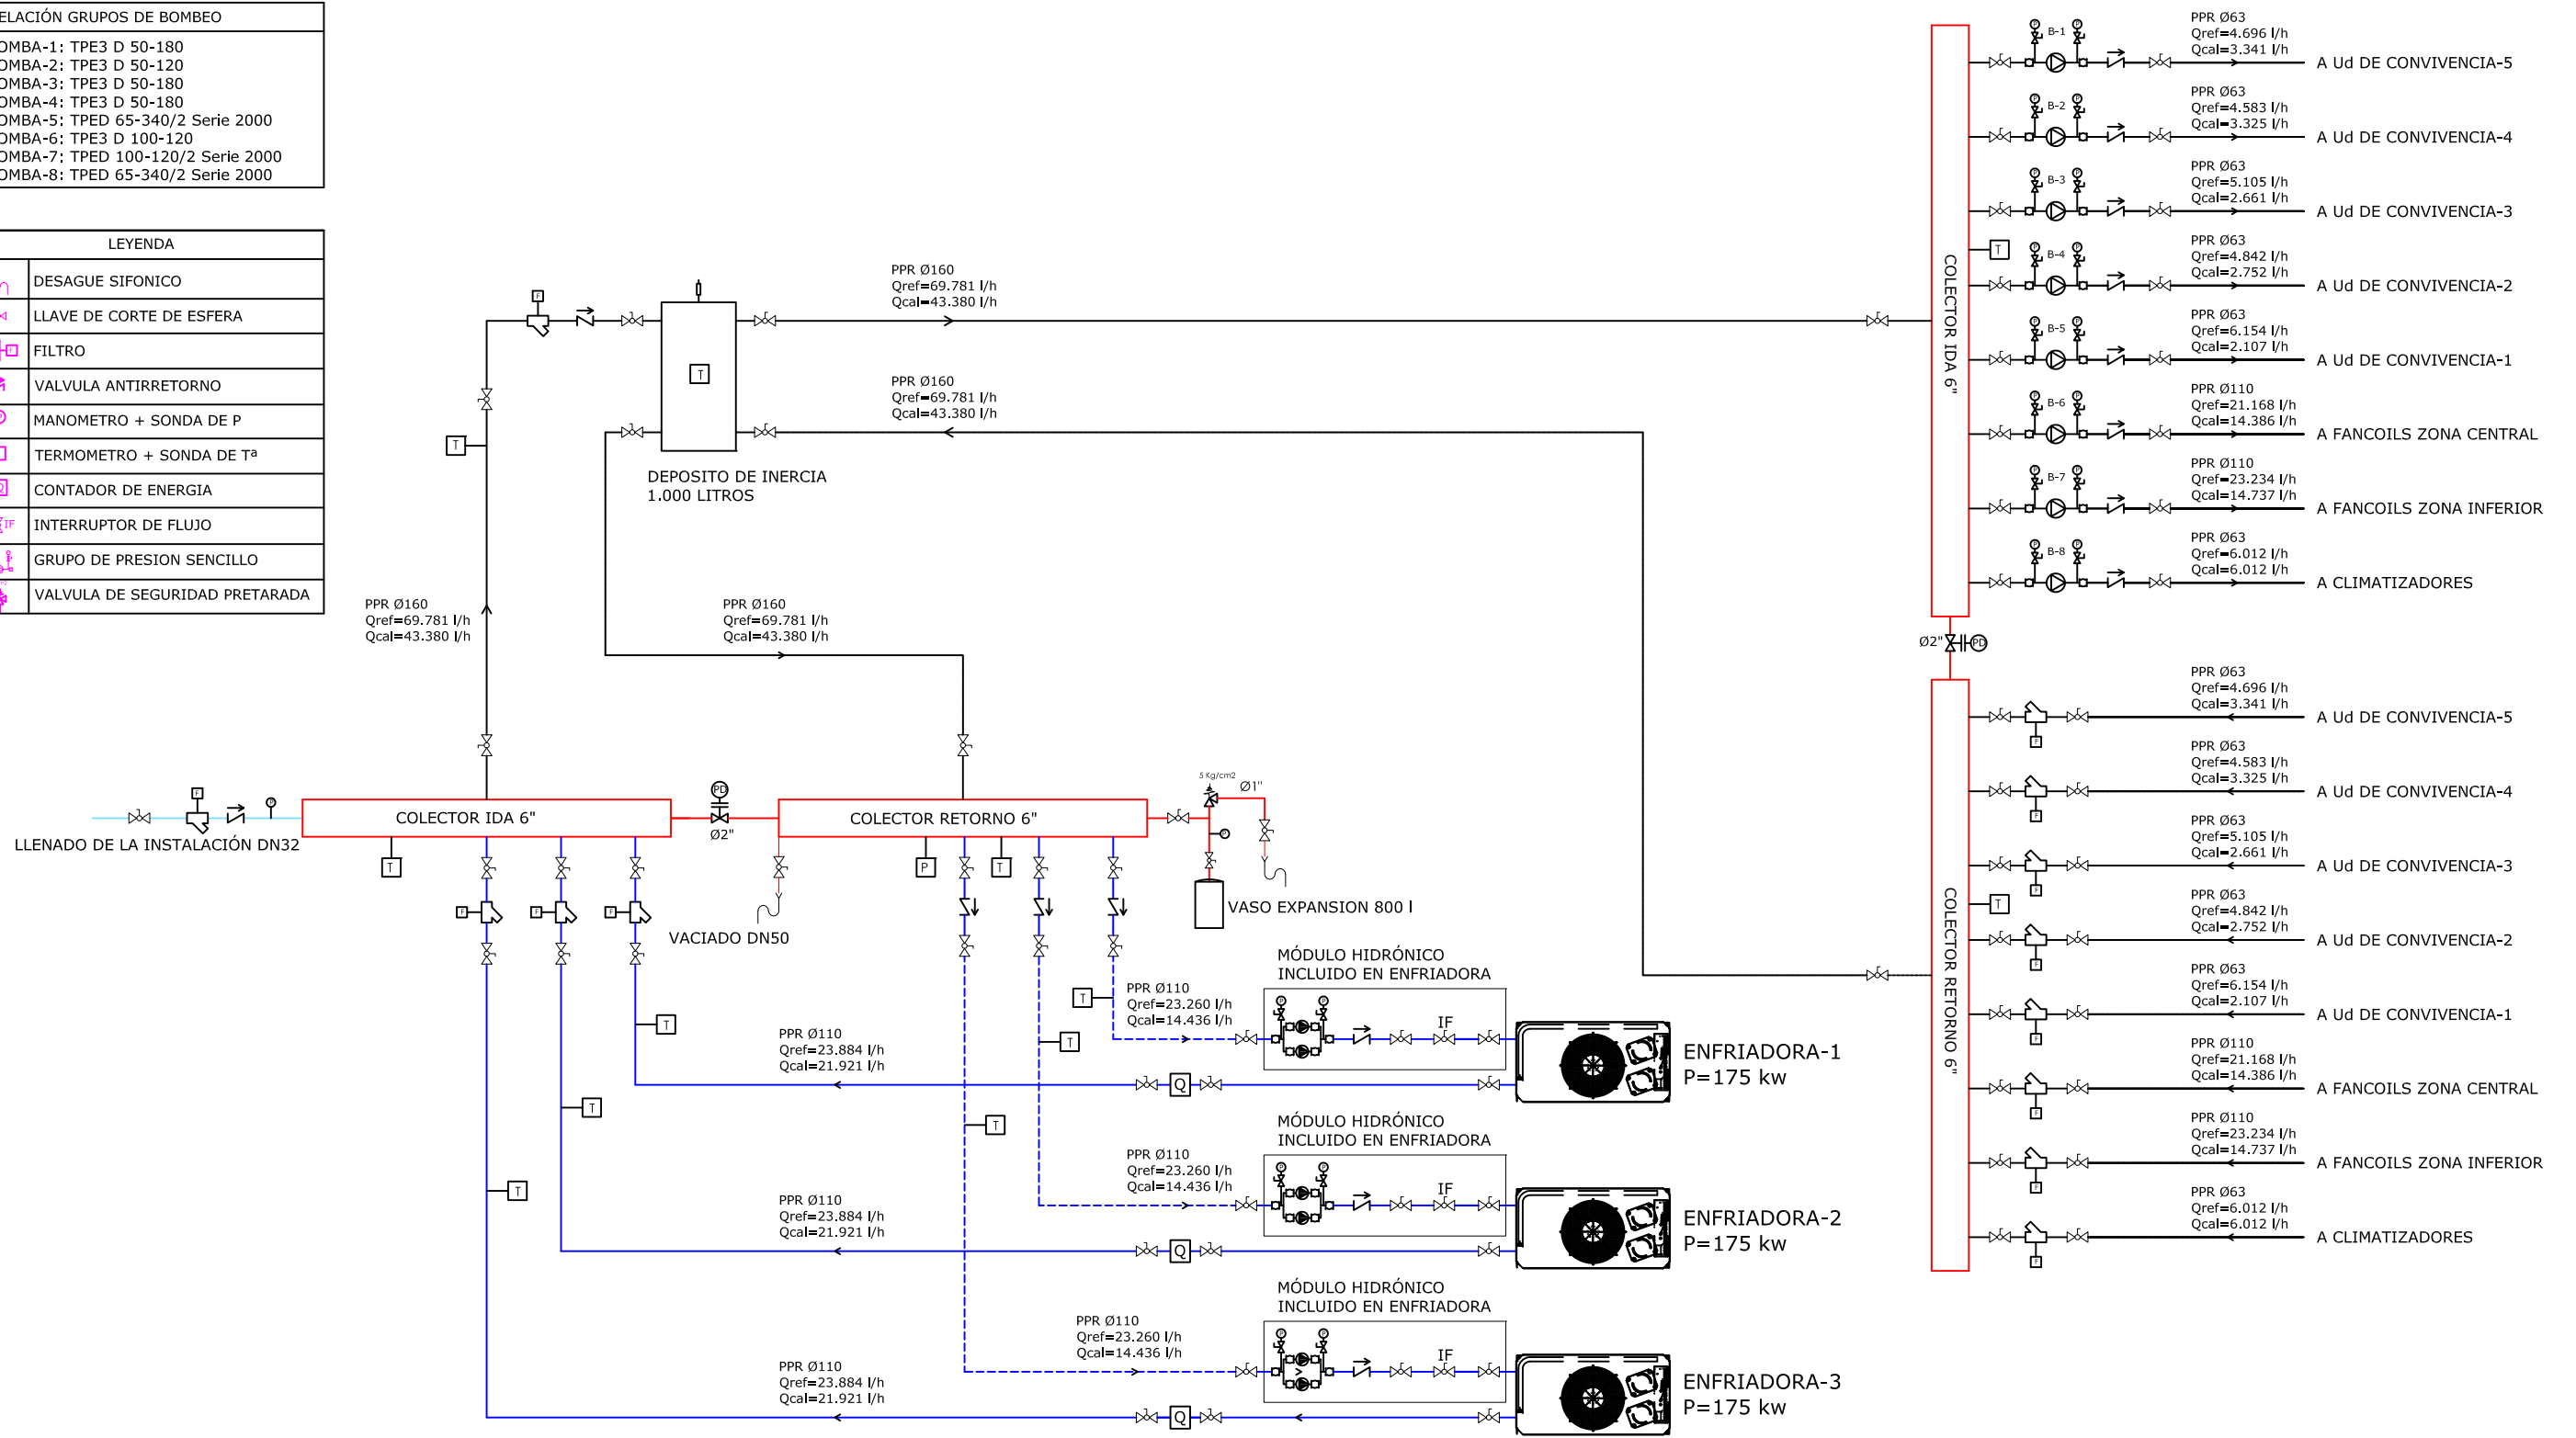 ELACIÓN GRUPOS DE BOMBEO
OMBA-1: TPE3 D 50-180
OMBA-2: TPE3 D 50-120
OMBA-3: TPE3 D 50-180
OMBA-4: TPE3 D 50-180
OMBA-5: TPED 65-340/2 Serie 2000
OMBA-6: TPE3 D 100-120
OMBA-7: TPED 100-120/2 Serie 2000
OMBA-8: TPED 65-340/2 Serie 2000
LEYENDA
DESAGUE SIFONICO
LLAVE DE CORTE DE ESFERA
F FILTRO
VALVULA ANTIRRETORNO
P MANOMETRO + SONDA DE P
TERMOMETRO + SONDA DE Tª
Q CONTADOR DE ENERGIA
IF INTERRUPTOR DE FLUJO
GRUPO DE PRESION SENCILLO
VALVULA DE SEGURIDAD PRETARADA
PPR Ø160
Qref=69.781 l/h
Qcal=43.380 l/h
F
T
T
DEPOSITO DE INERCIA
1.000 LITROS
PPR Ø160
Qref=69.781 l/h
Qcal=43.380 l/h
PPR Ø160
Qref=69.781 l/h
Qcal=43.380 l/h
PPR Ø160
Qref=69.781 l/h
Qcal=43.380 l/h
F
P
LLENADO DE LA INSTALACIÓN DN32
COLECTOR IDA 6"
PD
Ø2"
COLECTOR RETORNO 6"
T
P
T
5 Kg/cm2
Ø1"
P
VASO EXPANSION 800 l
VACIADO DN50
F
F
F
T
T
T
T
T
T
PPR Ø110
Qref=23.260 l/h
Qcal=14.436 l/h
MÓDULO HIDRÓNICO
INCLUIDO EN ENFRIADORA
P
P
IF
ENFRIADORA-1
P=175 kw
PPR Ø110
Qref=23.884 l/h
Qcal=21.921 l/h
Q
PPR Ø110
Qref=23.260 l/h
Qcal=14.436 l/h
MÓDULO HIDRÓNICO
INCLUIDO EN ENFRIADORA
P
P
IF
ENFRIADORA-2
P=175 kw
PPR Ø110
Qref=23.884 l/h
Qcal=21.921 l/h
Q
PPR Ø110
Qref=23.260 l/h
Qcal=14.436 l/h
MÓDULO HIDRÓNICO
INCLUIDO EN ENFRIADORA
P
P
IF
ENFRIADORA-3
P=175 kw
PPR Ø110
Qref=23.884 l/h
Qcal=21.921 l/h
Q
COLECTOR IDA 6"
T
P B-1 P
PPR Ø63
Qref=4.696 l/h
Qcal=3.341 l/h
A Ud DE CONVIVENCIA-5
P B-2 P
PPR Ø63
Qref=4.583 l/h
Qcal=3.325 l/h
A Ud DE CONVIVENCIA-4
P B-3 P
PPR Ø63
Qref=5.105 l/h
Qcal=2.661 l/h
A Ud DE CONVIVENCIA-3
P B-4 P
PPR Ø63
Qref=4.842 l/h
Qcal=2.752 l/h
A Ud DE CONVIVENCIA-2
P B-5 P
PPR Ø63
Qref=6.154 l/h
Qcal=2.107 l/h
A Ud DE CONVIVENCIA-1
P B-6 P
PPR Ø110
Qref=21.168 l/h
Qcal=14.386 l/h
A FANCOILS ZONA CENTRAL
P B-7 P
PPR Ø110
Qref=23.234 l/h
Qcal=14.737 l/h
A FANCOILS ZONA INFERIOR
P B-8 P
PPR Ø63
Qref=6.012 l/h
Qcal=6.012 l/h
A CLIMATIZADORES
Ø2"
PD
COLECTOR RETORNO 6"
T
PPR Ø63
Qref=4.696 l/h
Qcal=3.341 l/h
A Ud DE CONVIVENCIA-5
F
PPR Ø63
Qref=4.583 l/h
Qcal=3.325 l/h
A Ud DE CONVIVENCIA-4
F
PPR Ø63
Qref=5.105 l/h
Qcal=2.661 l/h
A Ud DE CONVIVENCIA-3
F
PPR Ø63
Qref=4.842 l/h
Qcal=2.752 l/h
A Ud DE CONVIVENCIA-2
F
PPR Ø63
Qref=6.154 l/h
Qcal=2.107 l/h
A Ud DE CONVIVENCIA-1
F
PPR Ø110
Qref=21.168 l/h
Qcal=14.386 l/h
A FANCOILS ZONA CENTRAL
F
PPR Ø110
Qref=23.234 l/h
Qcal=14.737 l/h
A FANCOILS ZONA INFERIOR
F
PPR Ø63
Qref=6.012 l/h
Qcal=6.012 l/h
A CLIMATIZADORES
F